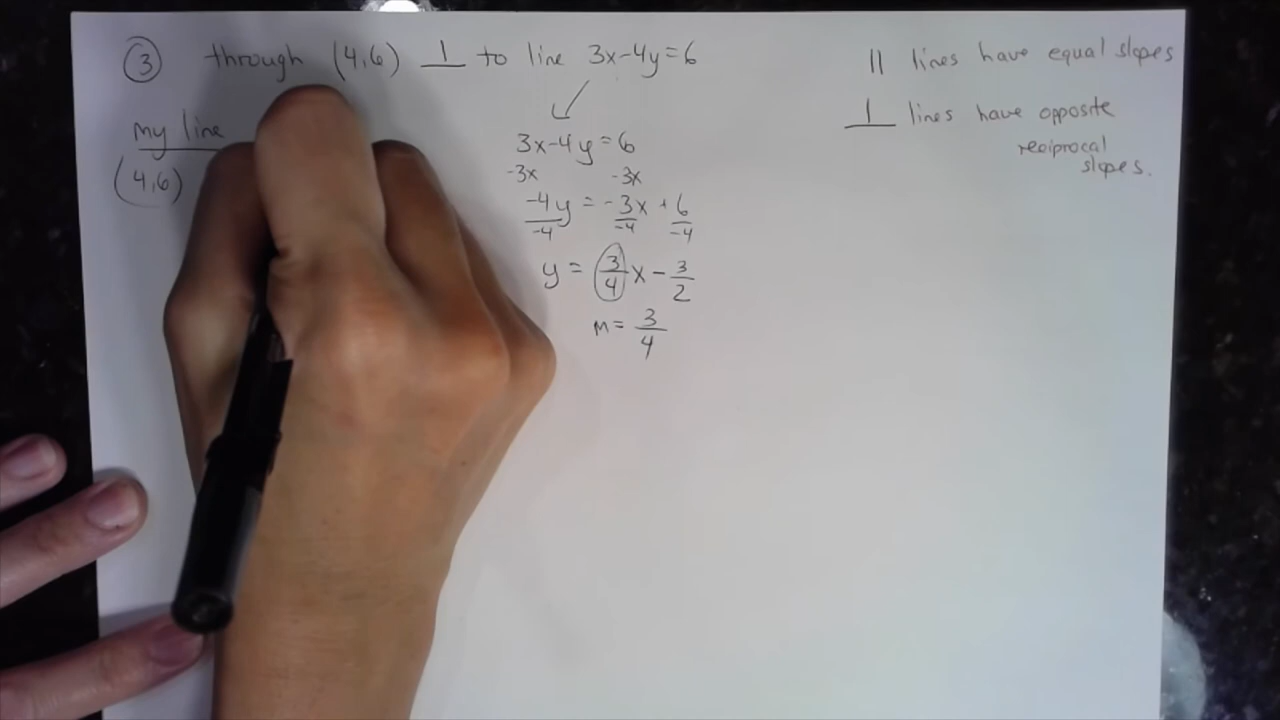 ③ through (4,6) ⊥ to line 3x-4y=6
my line
(4,6)
3x-4y=6
-3x -3x
-4y = -3x + 6
-4 -4 -4
y = 3/4 x - 3/2
m = 3/4
|| lines have equal slopes
⊥ lines have opposite
reciprocal
slopes.